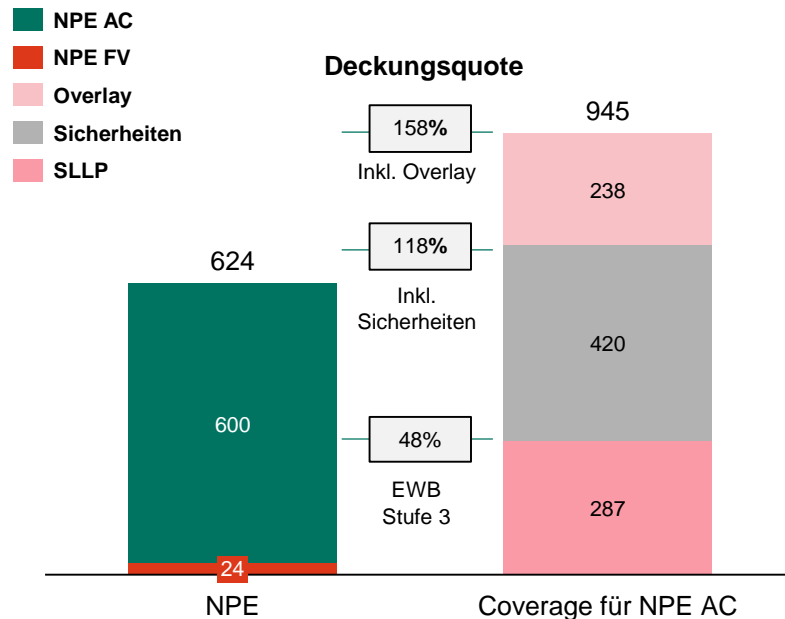 NPE AC
NPE FV
Overlay
Sicherheiten
SLLP
Deckungsquote
158%
Inkl. Overlay
118%
Inkl.
Sicherheiten
48%
EWB
Stufe 3
624
600
24
NPE
945
238
420
287
Coverage für NPE AC